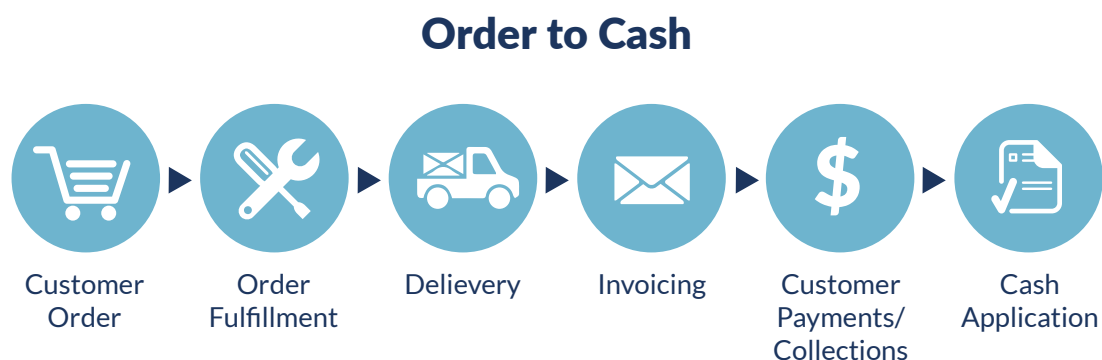 Order to Cash
Customer
Order
Order
Fulfillment
Delievery
Invoicing
Customer
Payments/
Collections
Cash
Application